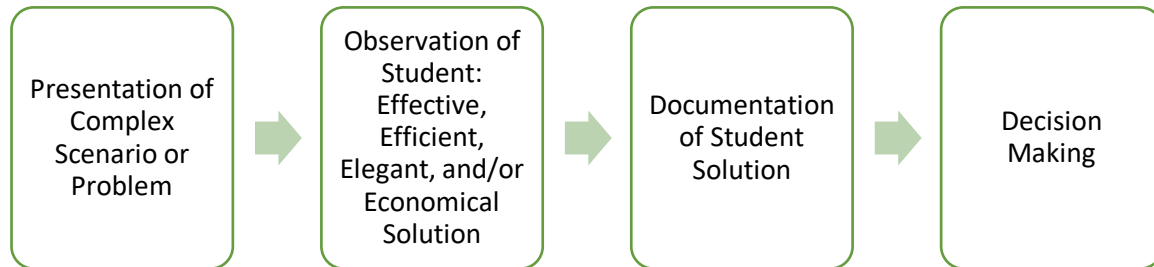 Presentation of
Complex
Scenario or
Problem
Observation of
Student:
Effective,
Efficient,
Elegant, and/or
Economical
Solution
Documentation
of Student
Solution
Decision
Making